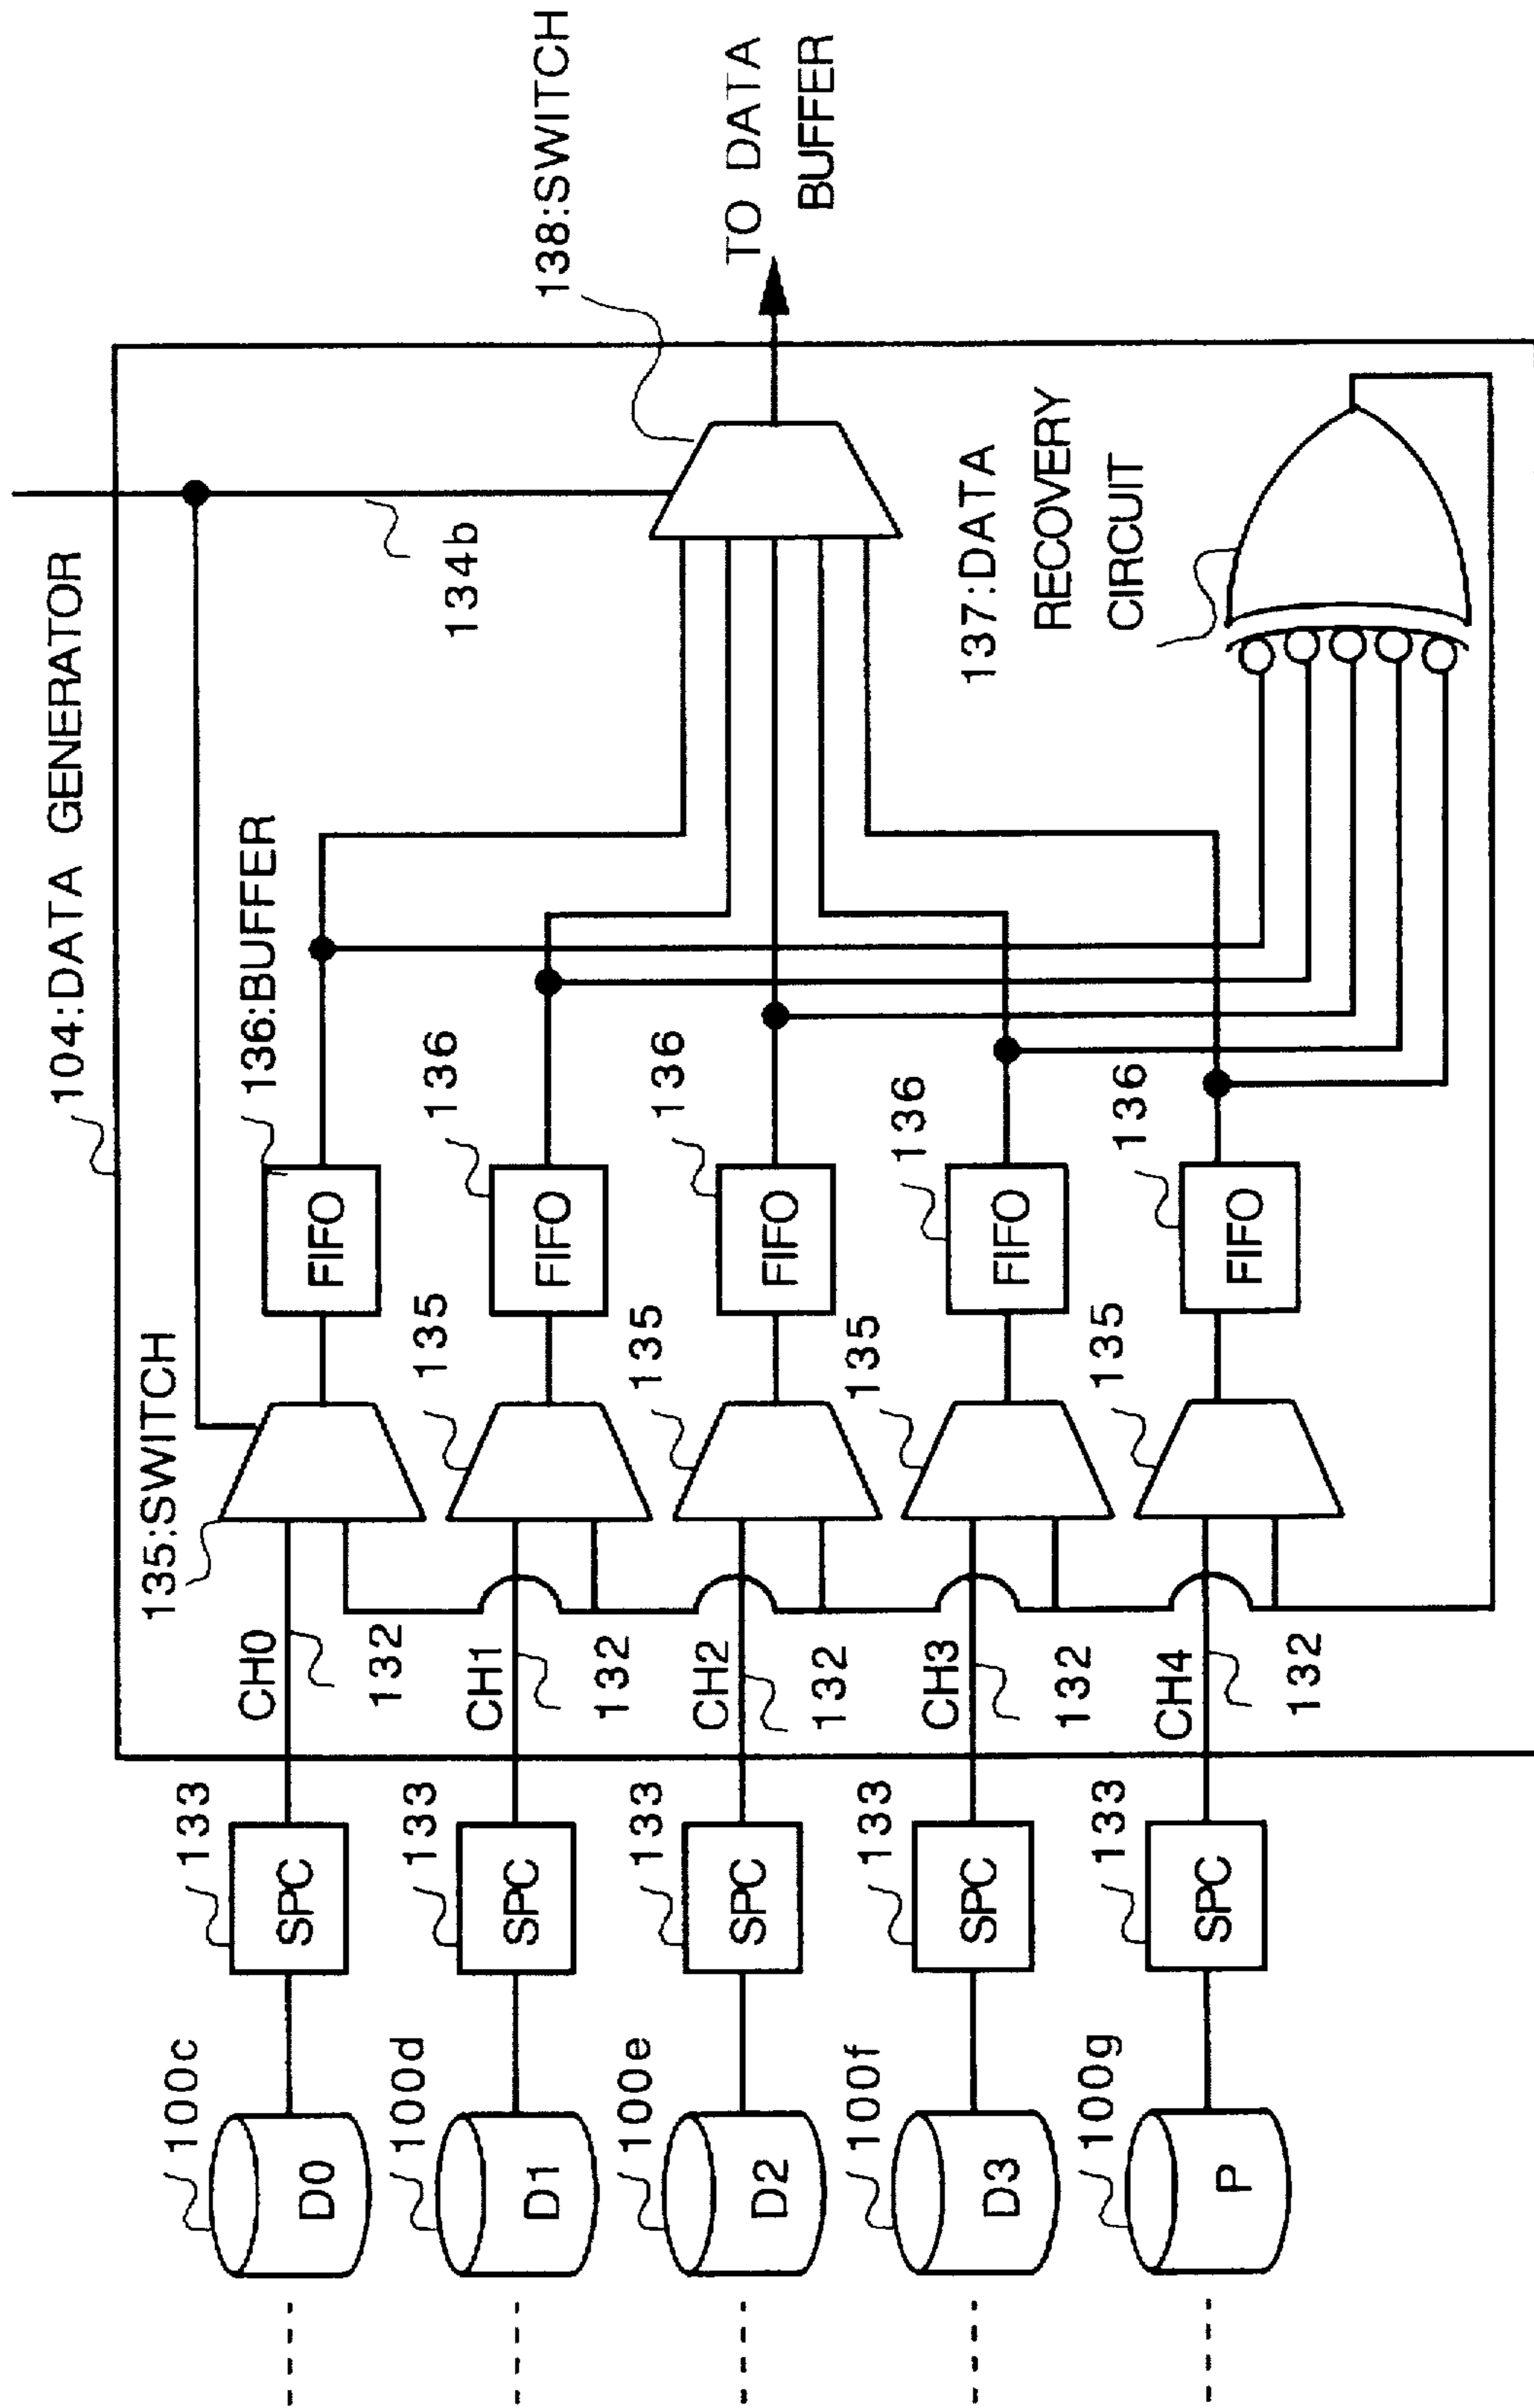 104:DATA GENERATOR
134b
138:SWITCH
TO DATA
BUFFER
135:SWITCH
136:BUFFER
100c
D0
133
SPC
CH0
132
FIFO
100d
D1
133
SPC
CH1
132
135
FIFO
136
100e
D2
133
SPC
CH2
132
135
FIFO
136
100f
D3
133
SPC
CH3
132
135
FIFO
136
100g
P
133
SPC
CH4
132
135
FIFO
136
137:DATA
RECOVERY
CIRCUIT